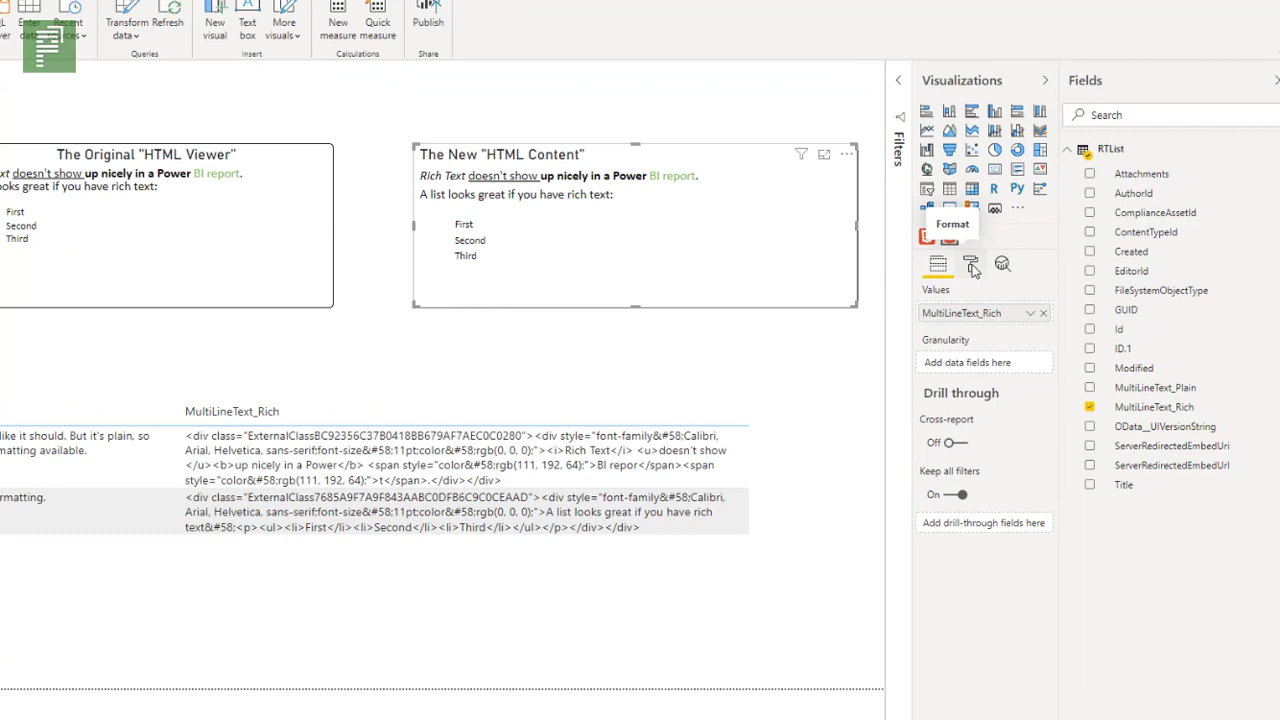 Enter
data
Recent
sources
Transform
data
Refresh
New
visual
Text
box
More
visuals
New
measure
Quick
measure
Publish
Queries
Insert
Calculations
Share
The Original "HTML Viewer"
doesn't show up nicely in a Power BI report.
looks great if you have rich text:
First
Second
Third
The New "HTML Content"
Rich Text doesn't show up nicely in a Power BI report.
A list looks great if you have rich text:
First
Second
Third
MultiLineText_Rich
like it should. But it's plain, so
<div class="ExternalClassBC92356C37B0418BB679AF7AEC0C0280"><div style="font-family&#58;Calibri,
Arial, Helvetica, sans-serif;font-size&#58;11pt;color&#58;rgb(0, 0, 0);"><i>Rich Text</i> <u>doesn't show
</u><b>up nicely in a Power</b> <span style="color&#58;rgb(111, 192, 64);">BI repor</span><span
style="color&#58;rgb(111, 192, 64);">t</span>.</div></div>
<div class="ExternalClass7685A9F7A9F843AABC0DFB6C9C0CEAAD"><div style="font-family&#58;Calibri,
Arial, Helvetica, sans-serif;font-size&#58;11pt;color&#58;rgb(0, 0, 0);">A list looks great if you have rich
text&#58;<p><ul><li>First</li><li>Second</li><li>Third</li></ul></p></div></div>
Filters
Visualizations
Format
Values
MultiLineText_Rich
Granularity
Add data fields here
Drill through
Cross-report
Off
Keep all filters
On
Add drill-through fields here
Fields
Search
RTList
Attachments
AuthorId
ComplianceAssetId
ContentTypeId
Created
EditorId
FileSystemObjectType
GUID
Id
ID.1
Modified
MultiLineText_Plain
MultiLineText_Rich
OData__UIVersionString
ServerRedirectedEmbedUri
ServerRedirectedEmbedUrl
Title